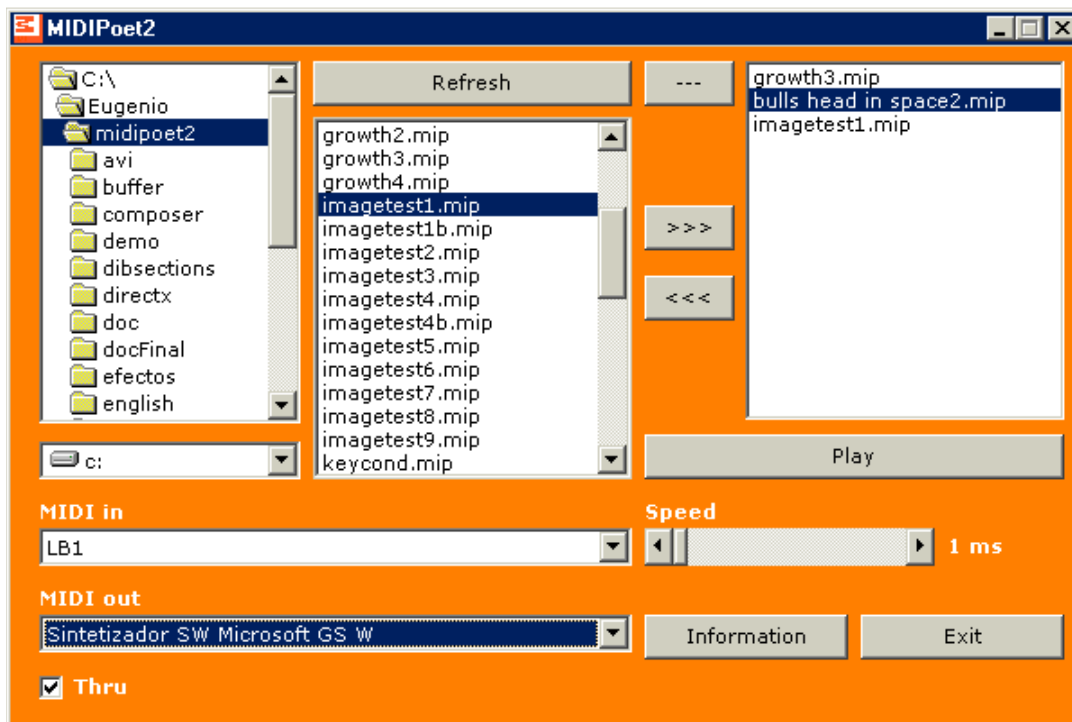 MIDIPoet2
C:\
Eugenio
midipoet2
avi
buffer
composer
demo
dibsections
directx
doc
docFinal
efectos
english
c:
Refresh
growth2.mip
growth3.mip
growth4.mip
imagetest1.mip
imagetest1b.mip
imagetest2.mip
imagetest3.mip
imagetest4.mip
imagetest4b.mip
imagetest5.mip
imagetest6.mip
imagetest7.mip
imagetest8.mip
imagetest9.mip
keycond.mip
---
>>>
<<<
growth3.mip
bulls head in space2.mip
imagetest1.mip
Play
MIDI in
LB1
Speed
1 ms
MIDI out
Sintetizador SW Microsoft GS W
Information
Exit
Thru